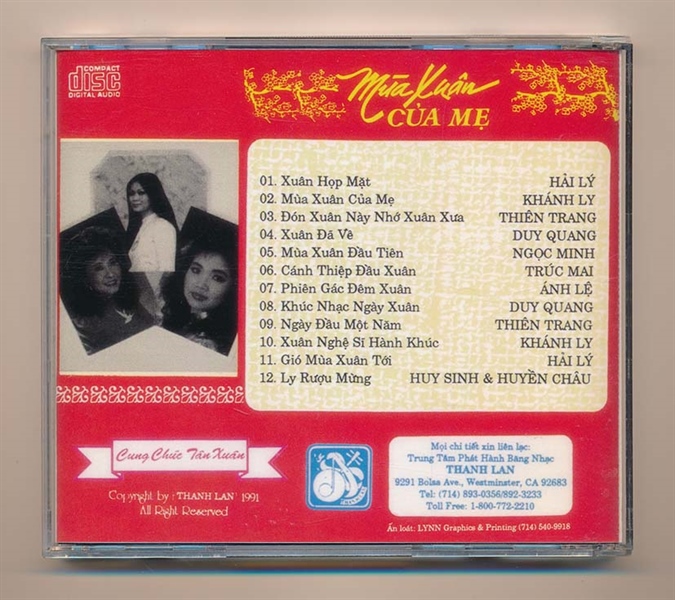 COMPACT
disc
DIGITAL AUDIO
Mùa Xuân
CỦA MẸ
01. Xuân Họp Mặt HẢI LÝ
02. Mùa Xuân Của Mẹ KHÁNH LY
03. Đón Xuân Này Nhớ Xuân Xưa THIÊN TRANG
04. Xuân Đã Về DUY QUANG
05. Mùa Xuân Đầu Tiên NGỌC MINH
06. Cánh Thiệp Đầu Xuân TRÚC MAI
07. Phiên Gác Đêm Xuân ÁNH LỆ
08. Khúc Nhạc Ngày Xuân DUY QUANG
09. Ngày Đầu Một Năm THIÊN TRANG
10. Xuân Nghệ Sĩ Hành Khúc KHÁNH LY
11. Gió Mùa Xuân Tới HẢI LÝ
12. Ly Rượu Mừng HUY SINH & HUYỀN CHÂU
Cung Chúc Tân Xuân
Copyright by: THANH LAN 1991
All Right Reserved
Mọi chi tiết xin liên lạc:
Trung Tâm Phát Hành Băng Nhạc
THANH LAN
9291 Bolsa Ave., Westminster, CA 92683
Tel: (714) 893-0356/892-3233
Toll Free: 1-800-772-2210
Ấn loát: LYNN Graphics & Printing (714) 540-9918